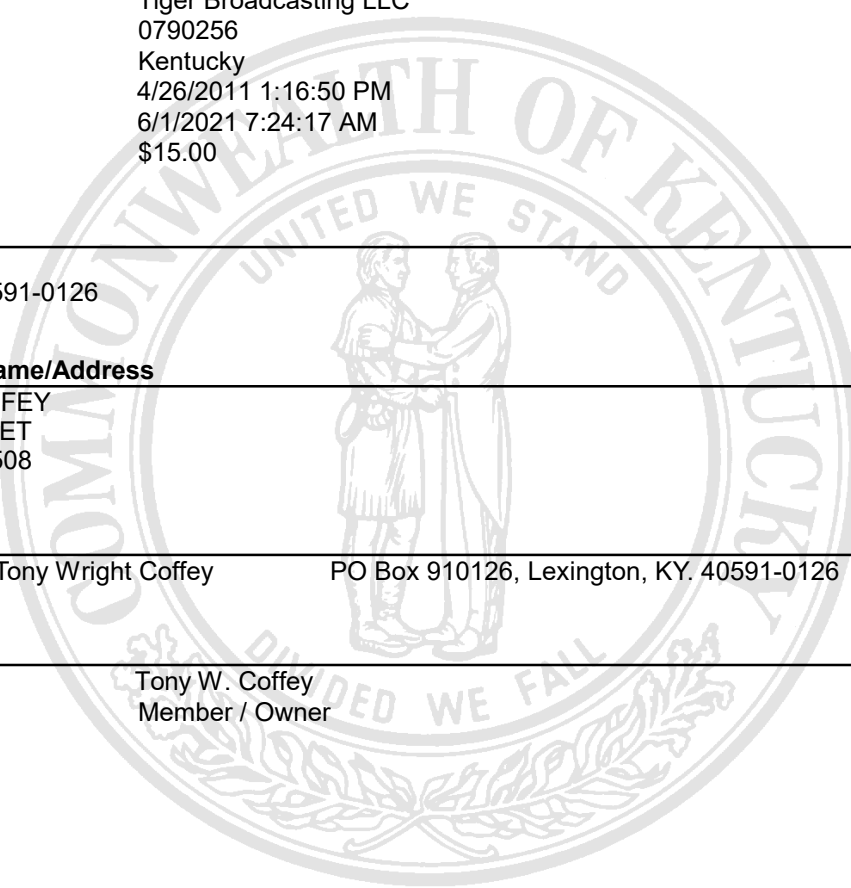 Tiger Broadcasting LLC
0790256
Kentucky
4/26/2011 1:16:50 PM
6/1/2021 7:24:17 AM
$15.00
COMMONWEALTH OF KENTUCKY
UNITED WE STAND
591-0126
ame/Address
FEY
ET
508
Tony Wright Coffey PO Box 910126, Lexington, KY. 40591-0126
DIVIDED WE FALL
Tony W. Coffey
Member / Owner